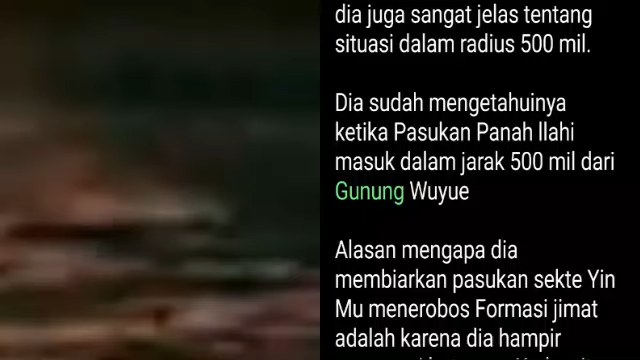 dia juga sangat jelas tentang
situasi dalam radius 500 mil.
Dia sudah mengetahuinya
ketika Pasukan Panah llahi
masuk dalam jarak 500 mil dari
Gunung Wuyue
Alasan mengapa dia
membiarkan pasukan sekte Yin
Mu menerobos Formasi jimat
adalah karena dia hampir